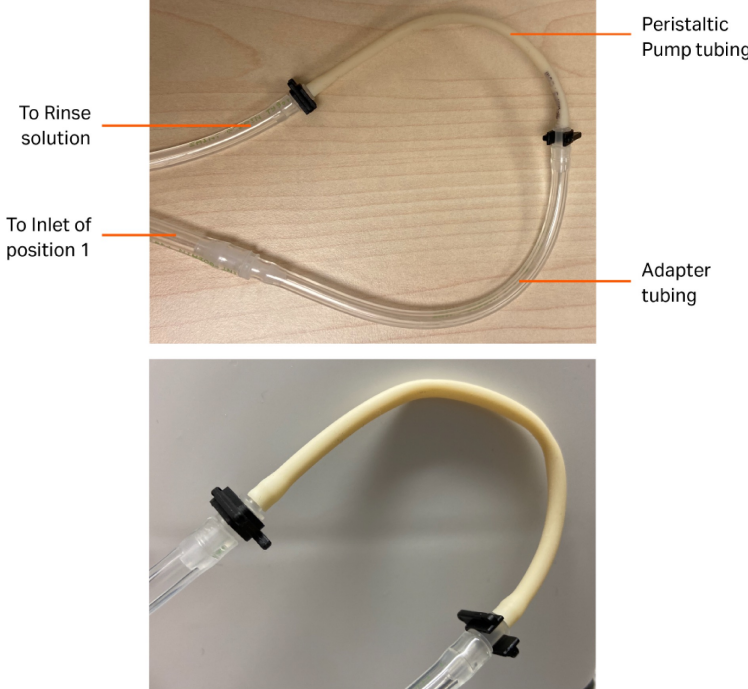 Peristaltic
Pump tubing
To Rinse
solution
To Inlet of
position 1
Adapter
tubing